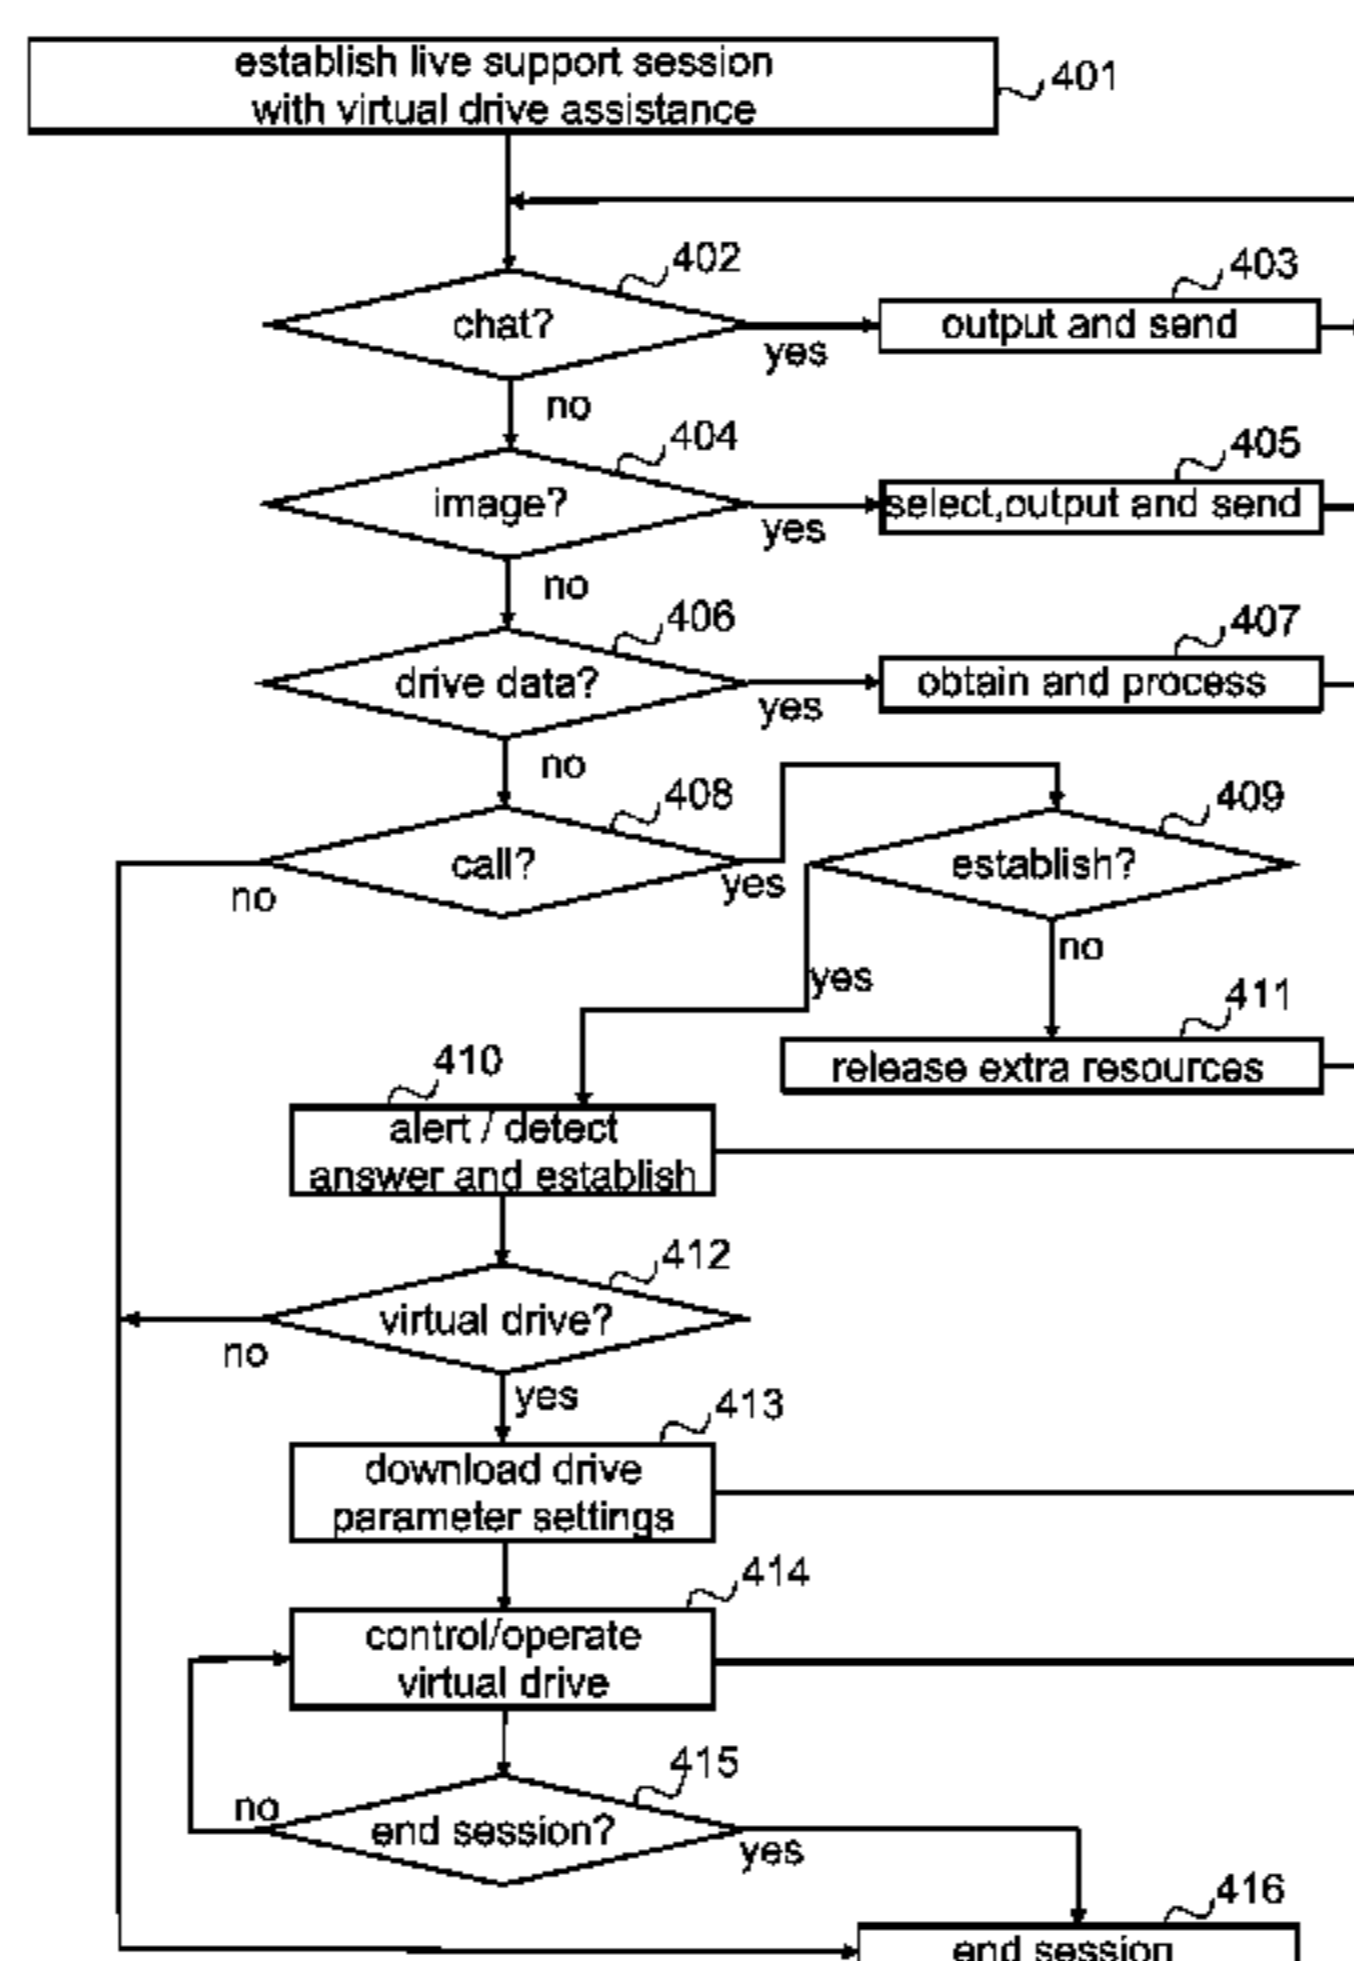 establish live support session
with virtual drive assistance
401
402
chat?
yes
403
output and send
no
404
image?
yes
405
select,output and send
no
406
drive data?
yes
407
obtain and process
no
408
call?
no
yes
409
establish?
yes
no
411
release extra resources
410
alert / detect
answer and establish
412
virtual drive?
no
yes
413
download drive
parameter settings
414
control/operate
virtual drive
415
end session?
no
yes
416
end session